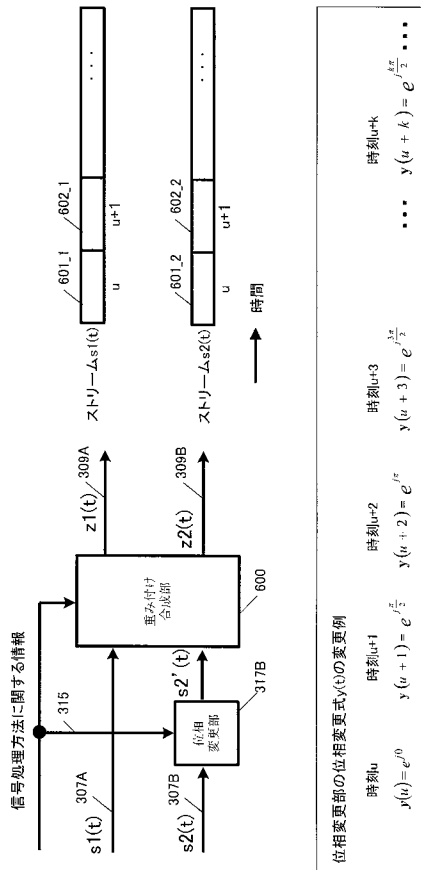 信号処理方法に関する情報
315
307A
s1(t)
307B
s2(t)
位相
変更部
317B
s2'(t)
重み付け
合成部
600
z1(t)
309A
z2(t)
309B
ストリームs1(t)
601_1
602_1
u
u+1
・・・
ストリームs2(t)
601_2
602_2
u
u+1
・・・
時間
位相変更部の位相変更式y(t)の変更例
時刻u
y(u)=e^{j0}
時刻u+1
y(u+1)=e^{j\frac{π}{2}}
時刻u+2
y(u+2)=e^{jπ}
時刻u+3
y(u+3)=e^{j\frac{3π}{2}}
・・・
時刻u+k
y(u+k)=e^{j\frac{kπ}{2}}
・・・